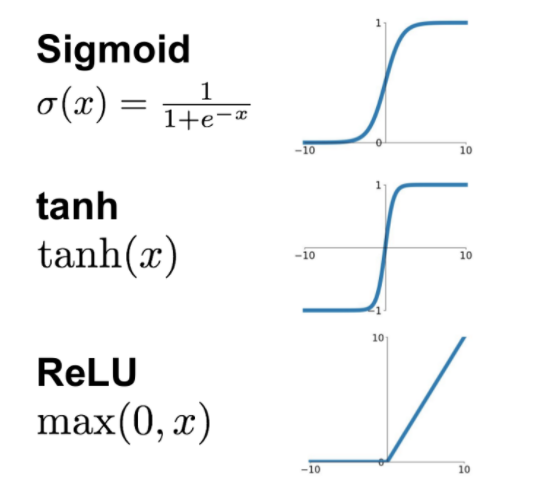 Sigmoid
σ(x) = 1/(1+e^{-x})
1
0
-10
10
tanh
tanh(x)
1
-10
10
-1
ReLU
max(0, x)
10
0
-10
10